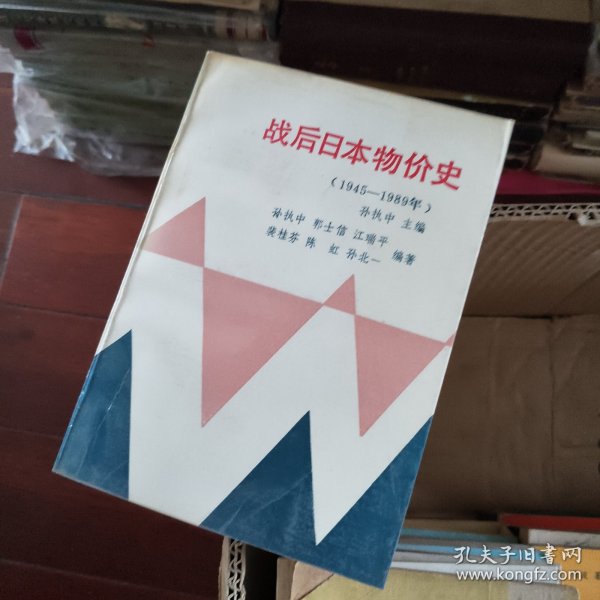 战后日本物价史
(1945—1989年)
孙执中 主编
孙执中 郭士信 江瑞平
裴桂芬 陈 虹 孙北一 编著
孔夫子旧书网
www.kongfz.com